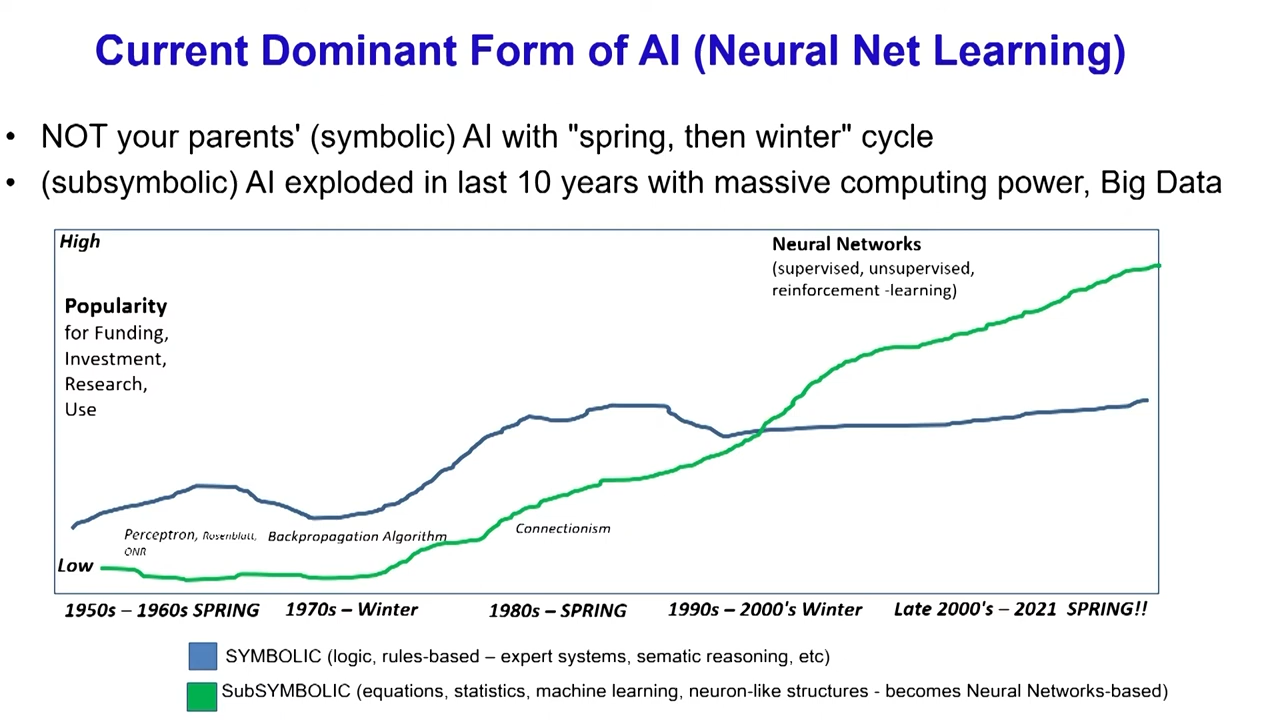 Current Dominant Form of AI (Neural Net Learning)
• NOT your parents' (symbolic) AI with "spring, then winter" cycle
• (subsymbolic) AI exploded in last 10 years with massive computing power, Big Data
High
Popularity
for Funding,
Investment,
Research,
Use
Neural Networks
(supervised, unsupervised,
reinforcement -learning)
Perceptron, Rosenblatt,
ONR
Backpropagation Algorithm
Connectionism
Low
1950s – 1960s SPRING
1970s – Winter
1980s – SPRING
1990s – 2000's Winter
Late 2000's – 2021 SPRING!!
SYMBOLIC (logic, rules-based – expert systems, sematic reasoning, etc)
SubSYMBOLIC (equations, statistics, machine learning, neuron-like structures - becomes Neural Networks-based)